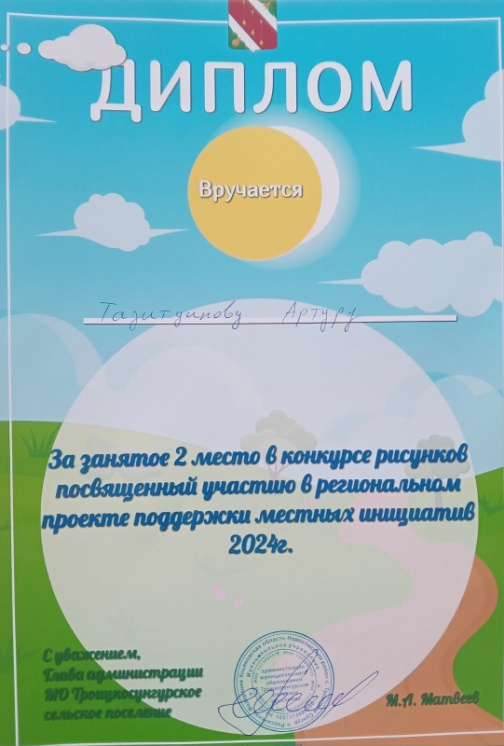 ДИПЛОМ
Вручается
Тазитдинову Артуру
За занятое 2 место в конкурсе рисунков
посвященный участию в региональном
проекте поддержки местных инициатив
2024г.
С уважением,
Глава администрации
МО Троицкосунгурское
сельское поселение
М.А. Матвеев